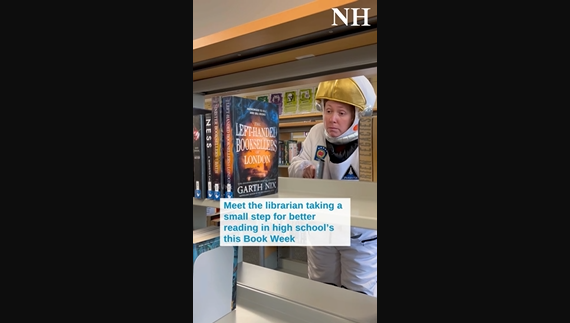 NH
LEFT-HANDED
BOOKSELLERS
of
LONDON
GARTH NIX
NESS
Meet the librarian taking a
small step for better
reading in high school's
this Book Week